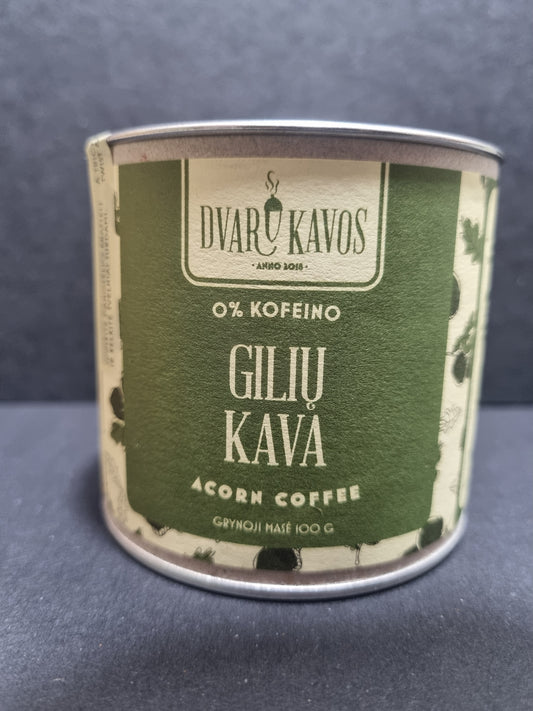 DVARŲ KAVOS
· ANNO 2018 ·
0% KOFEINO
GILIŲ
KAVA
ACORN COFFEE
GRYNOJI MASĖ 100 G